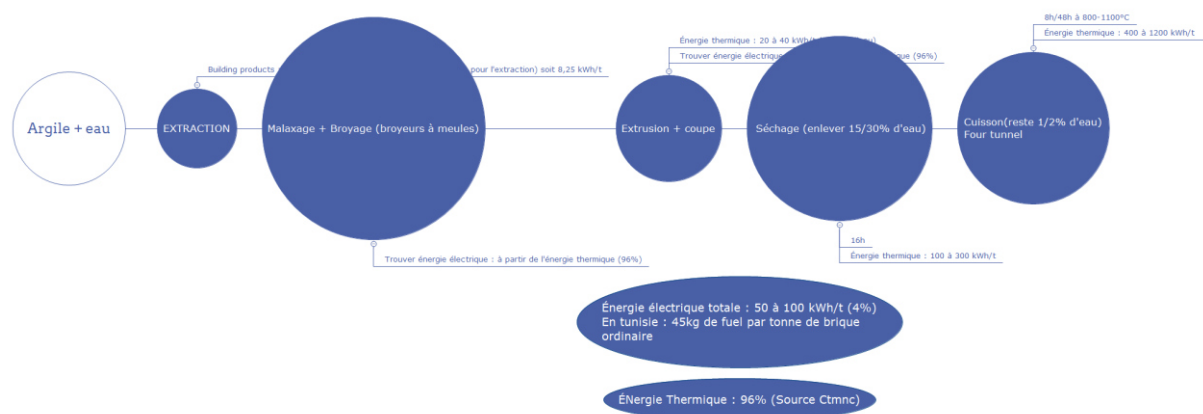 8h/48h à 800-1100°C
Énergie thermique : 400 à 1200 kWh/t
Énergie thermique : 20 à 40 kWh/t
Trouver énergie électrique (96%)
Building products pour l'extraction) soit 8,25 kWh/t
Argile + eau
EXTRACTION
Malaxage + Broyage (broyeurs à meules)
Extrusion + coupe
Séchage (enlever 15/30% d'eau)
Cuisson(reste 1/2% d'eau)
Four tunnel
16h
Énergie thermique : 100 à 300 kWh/t
Trouver énergie électrique : à partir de l'énergie thermique (96%)
Énergie électrique totale : 50 à 100 kWh/t (4%)
En tunisie : 45kg de fuel par tonne de brique
ordinaire
ÉNergie Thermique : 96% (Source Ctmnc)